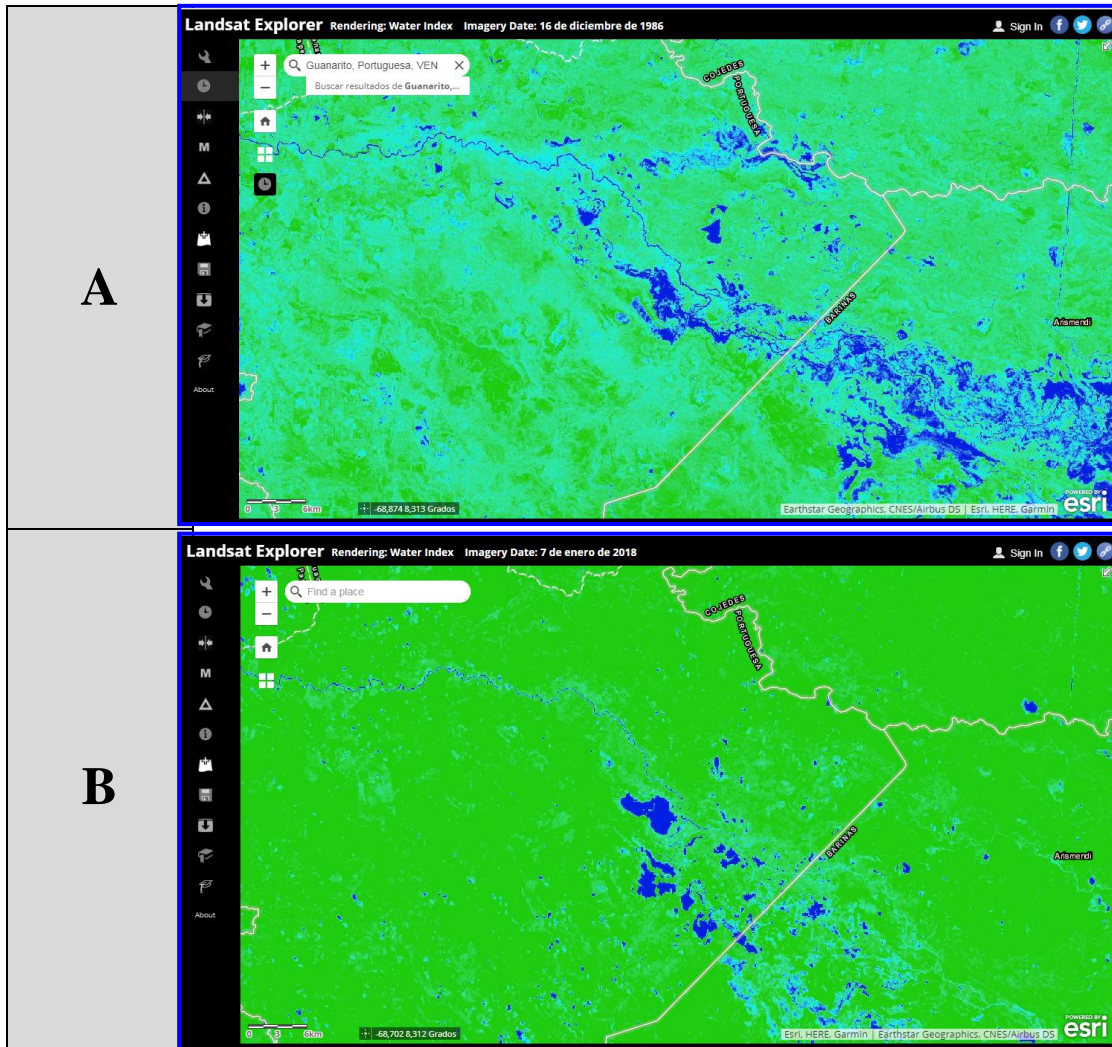 A
Landsat Explorer Rendering: Water Index Imagery Date: 16 de diciembre de 1986
Sign In
Guanarito, Portuguesa, VEN
Buscar resultados de Guanarito,...
COJEDES
PORTUGUESA
M
BARINAS
Arismendi
About
0 3 6km
-68,874 8,313 Grados
Earthstar Geographics, CNES/Airbus DS | Esri, HERE, Garmin
POWERED BY
esri
B
Landsat Explorer Rendering: Water Index Imagery Date: 7 de enero de 2018
Sign In
Find a place
COJEDES
PORTUGUESA
M
BARINAS
Arismendi
About
0 3 6km
-68,702 8,312 Grados
Esri, HERE, Garmin | Earthstar Geographics, CNES/Airbus DS
POWERED BY
esri